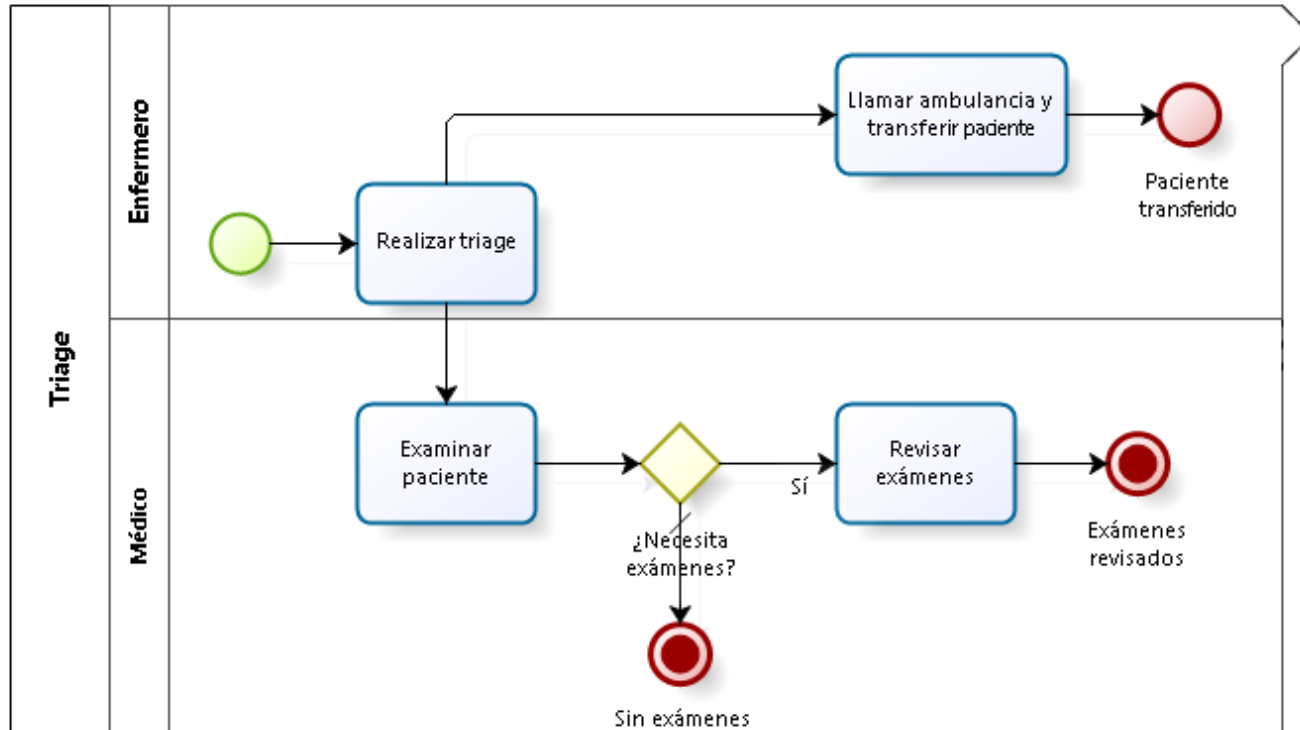 Triage
Enfermero
Llamar ambulancia y
transferir paciente
Paciente
transferido
Realizar triage
Médico
Examinar
paciente
¿Necesita
exámenes?
Sí
Revisar
exámenes
Exámenes
revisados
Sin exámenes